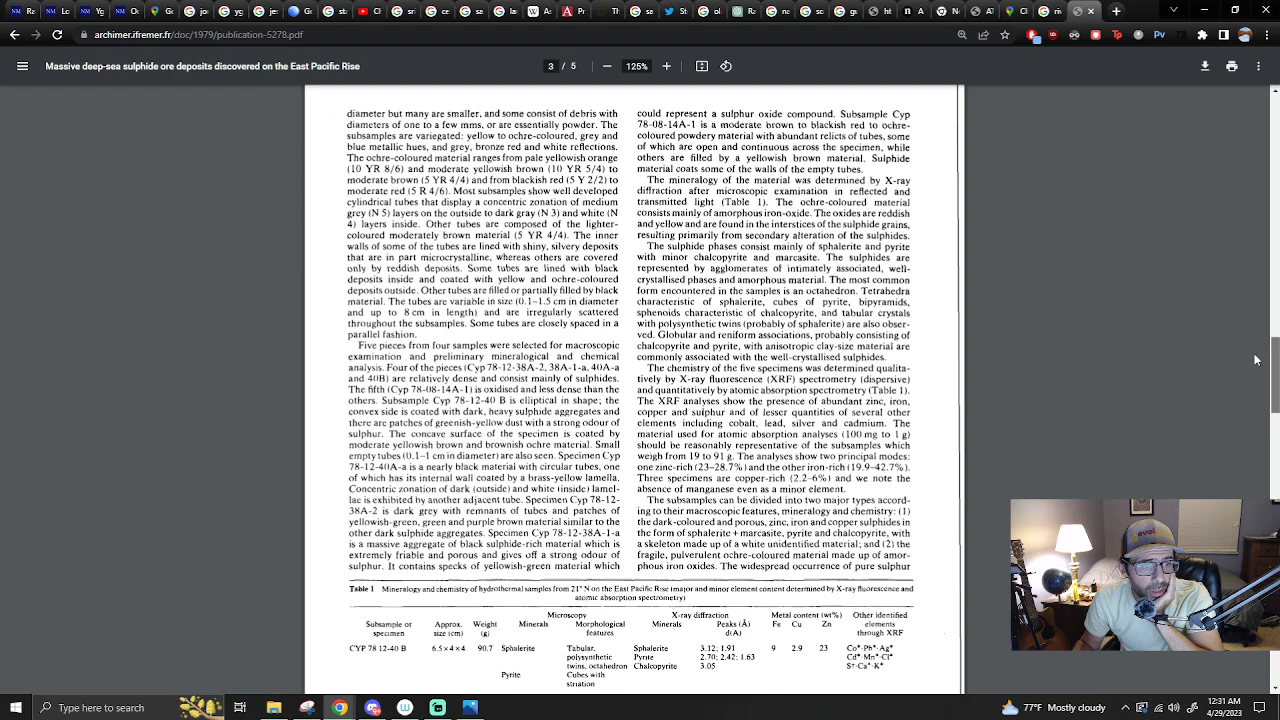 Ro
Yo
Ni
Go
yg
ge
St
sr
ce
se
la
W As
A Pr
Th
sa
St
ol
Ra
ne
sc
ge
ht
n A
Ne
AT
Cl
m
archimer.ifremer.fr/doc/1979/publication-5278.pdf
Massive deep-sea sulphide ore deposits discovered on the East Pacific Rise
3 / 5
125%
diameter but many are smaller, and some consist of debris with
diameters of one to a few mms, or are essentially powder. The
subsamples are variegated: yellow to ochre-coloured, grey and
blue metallic hues, and grey, bronze red and white reflections.
The ochre-coloured material ranges from pale yellowish orange
(10 YR 8/6) and moderate yellowish brown (10 YR 5/4) to
moderate brown (5 YR 4/4) and from blackish red (5 Y 2/2) to
moderate red (5 R 4/6). Most subsamples show well developed
cylindrical tubes that display a concentric zonation of medium
grey (N 5) layers on the outside to dark gray (N 3) and white (N
4) layers inside. Other tubes are composed of the lighter-
coloured moderately brown material (5 YR 4/4). The inner
walls of some of the tubes are lined with shiny, silvery deposits
that are in part microcrystalline, whereas others are covered
only by reddish deposits. Some tubes are lined with black
deposits inside and coated with yellow and ochre-coloured
deposits outside. Other tubes are filled or partially filled by black
material. The tubes are variable in size (0.1–1.5 cm in diameter
and up to 8 cm in length) and are irregularly scattered
throughout the subsamples. Some tubes are closely spaced in a
parallel fashion.
Five pieces from four samples were selected for macroscopic
examination and preliminary mineralogical and chemical
analysis. Four of the pieces (Cyp 78-12-38A-2, 38A-1-a, 40A-a
and 40B) are relatively dense and consist mainly of sulphides.
The fifth (Cyp 78-08-14A-1) is oxidised and less dense than the
others. Subsample Cyp 78-12-40 B is elliptical in shape; the
convex side is coated with dark, heavy sulphide aggregates and
there are patches of greenish-yellow dust with a strong odour of
sulphur. The concave surface of the specimen is coated by
moderate yellowish brown and brownish ochre material. Small
empty tubes (0.1–1 cm in diameter) are also seen. Specimen Cyp
78-12-40A-a is a nearly black material with circular tubes, one
of which has its internal wall coated by a brass-yellow lamella.
Concentric zonation of dark (outside) and white (inside) lamel-
lae is exhibited by another adjacent tube. Specimen Cyp 78-12-
38A-2 is dark grey with remnants of tubes and patches of
yellowish-green, green and purple brown material similar to the
other dark sulphide aggregates. Specimen Cyp 78-12-38A-1-a
is a massive aggregate of black sulphide-rich material which is
extremely friable and porous and gives off a strong odour of
sulphur. It contains specks of yellowish-green material which
could represent a sulphur oxide compound. Subsample Cyp
78-08-14A-1 is a moderate brown to blackish red to ochre-
coloured powdery material with abundant relicts of tubes, some
of which are open and continuous across the specimen, while
others are filled by a yellowish brown material. Sulphide
material coats some of the walls of the empty tubes.
The mineralogy of the material was determined by X-ray
diffraction after microscopic examination in reflected and
transmitted light (Table 1). The ochre-coloured material
consists mainly of amorphous iron-oxide. The oxides are reddish
and yellow and are found in the interstices of the sulphide grains,
resulting primarily from secondary alteration of the sulphides.
The sulphide phases consist mainly of sphalerite and pyrite
with minor chalcopyrite and marcasite. The sulphides are
represented by agglomerates of intimately associated, well-
crystallised phases and amorphous material. The most common
form encountered in the samples is an octahedron. Tetrahedra
characteristic of sphalerite, cubes of pyrite, bipyramids,
sphenoids characteristic of chalcopyrite, and tabular crystals
with polysynthetic twins (probably of sphalerite) are also obser-
ved. Globular and reniform associations, probably consisting of
chalcopyrite and pyrite, with anisotropic clay-size material are
commonly associated with the well-crystallised sulphides.
The chemistry of the five specimens was determined qualita-
tively by X-ray fluorescence (XRF) spectrometry (dispersive)
and quantitatively by atomic absorption spectrometry (Table 1).
The XRF analyses show the presence of abundant zinc, iron,
copper and sulphur and of lesser quantities of several other
elements including cobalt, lead, silver and cadmium. The
material used for atomic absorption analyses (100 mg to 1 g)
should be reasonably representative of the subsamples which
weigh from 19 to 91 g. The analyses show two principal modes:
one zinc-rich (23–28.7%) and the other iron-rich (19.9–42.7%).
Three specimens are copper-rich (2.2–6%) and we note the
absence of manganese even as a minor element.
The subsamples can be divided into two major types accord-
ing to their macroscopic features, mineralogy and chemistry: (1)
the dark-coloured and porous, zinc, iron and copper sulphides in
the form of sphalerite + marcasite, pyrite and chalcopyrite, with
a skeleton made up of a white unidentified material; and (2) the
fragile, pulverulent ochre-coloured material made up of amor-
phous iron oxides. The widespread occurrence of pure sulphur
Table 1 Mineralogy and chemistry of hydrothermal samples from 21° N on the East Pacific Rise (major and minor element content determined by X-ray fluorescence and
atomic absorption spectrometry)
Microscopy X-ray diffraction Metal content (wt%) Other identified
Subsample or Approx. Weight Minerals Morphological Minerals Peaks (Å) Fe Cu Zn elements
specimen size (cm) (g) features d(A) through XRF
CYP 78 12-40 B 6.5×4×4 90.7 Sphalerite Tabular, Sphalerite 3.12; 1.91 9 2.9 23 Co*·Pb*·Ag*
polysynthetic Pyrite 2.70; 2.42; 1.63 Cd*·Mn*·Cl*
twins, octahedron Chalcopyrite 3.05 S†·Ca*·K*
Pyrite Cubes with
striation
Type here to search
77°F Mostly cloudy
12:31 AM
4/29/2023